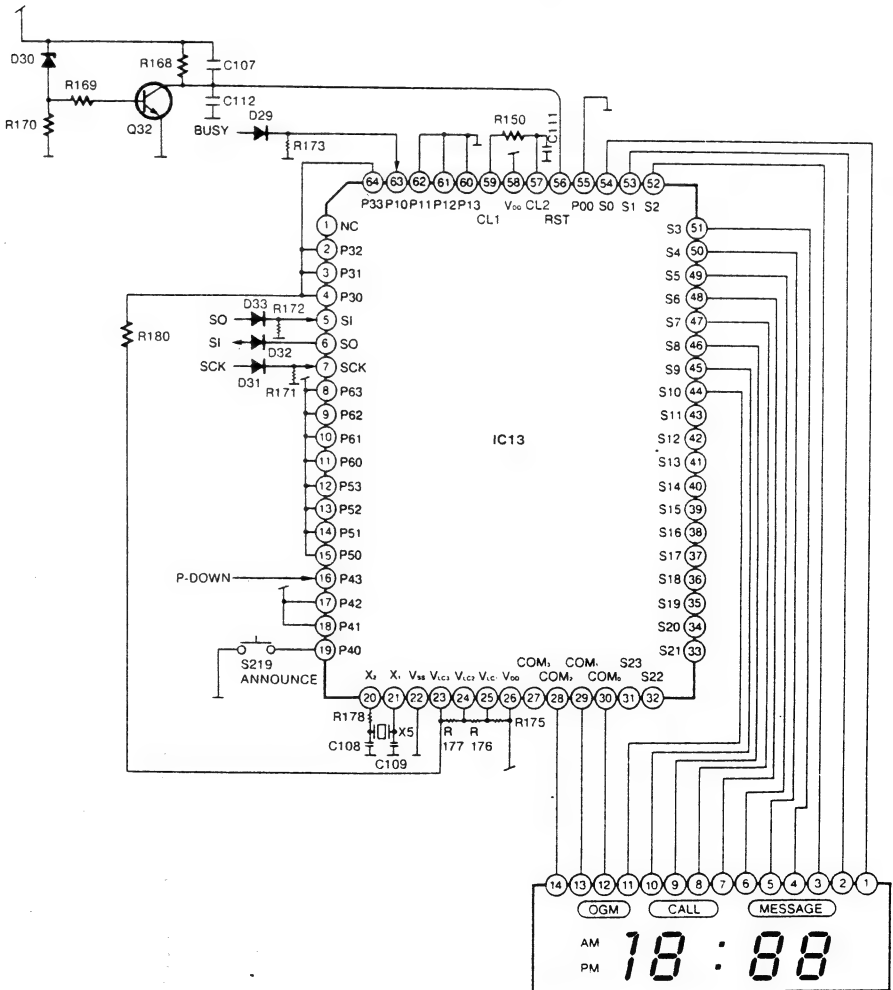 D30
R168
C107
R169
C112
D29
R150
C111
R170
Q32
BUSY
R173
64 63 62 61 60 59 58 57 56 55 54 53 52
P33 P10 P11 P12 P13 V_DD CL2 P00 S0 S1 S2
CL1 RST
1 NC
2 P32
3 P31
4 P30
D33
R172
SO 5 SI
R180
SI 6 SO
D32
SCK 7 SCK
D31
R171
8 P63
9 P62
10 P61
11 P60
12 P53
13 P52
14 P51
15 P50
P-DOWN 16 P43
17 P42
18 P41
19 P40
S219
ANNOUNCE
IC13
S3 51
S4 50
S5 49
S6 48
S7 47
S8 46
S9 45
S10 44
S11 43
S12 42
S13 41
S14 40
S15 39
S16 38
S17 37
S18 36
S19 35
S20 34
S21 33
COM₃ COM₁ S23
X₂ X₁ V_SS V_LC3 V_LC2 V_LC1 V_DD COM₂ COM₀ S22
20 21 22 23 24 25 26 27 28 29 30 31 32
R178
X5
R177
R176
R175
C108
C109
14 13 12 11 10 9 8 7 6 5 4 3 2 1
OGM CALL MESSAGE
AM
PM
18:88